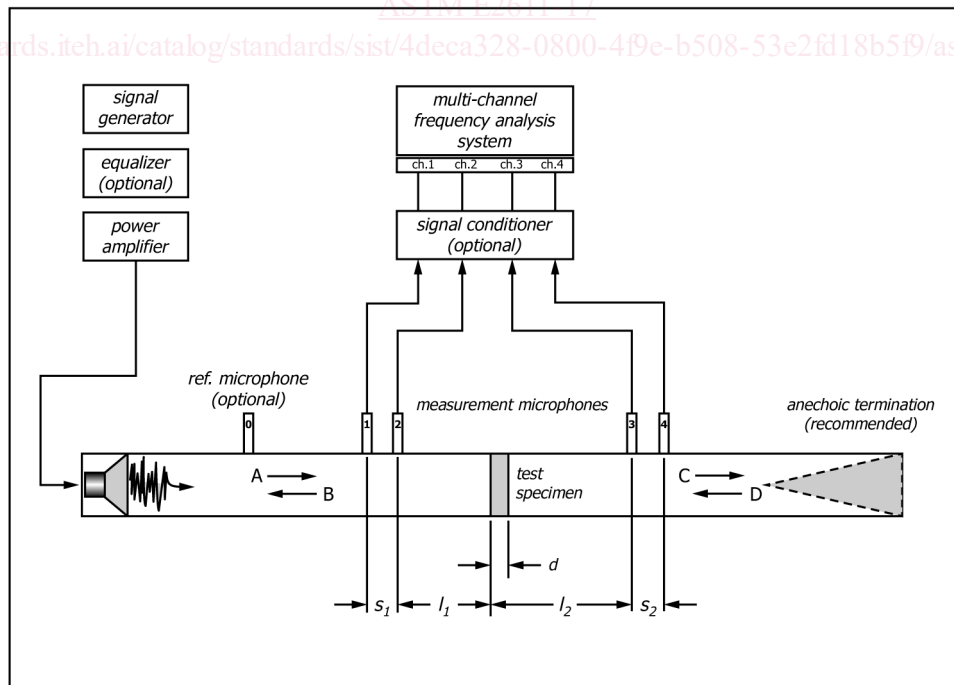 ASTM E2611-17
ards.iteh.ai/catalog/standards/sist/4deca328-0800-4f9e-b508-53e2fd18b5f9/as
signal
generator
equalizer
(optional)
power
amplifier
multi-channel
frequency analysis
system
ch.1 ch.2 ch.3 ch.4
signal conditioner
(optional)
ref. microphone
(optional)
measurement microphones
anechoic termination
(recommended)
0 1 2 3 4
A
B
test
specimen
C
D
d
s1 l1 l2 s2